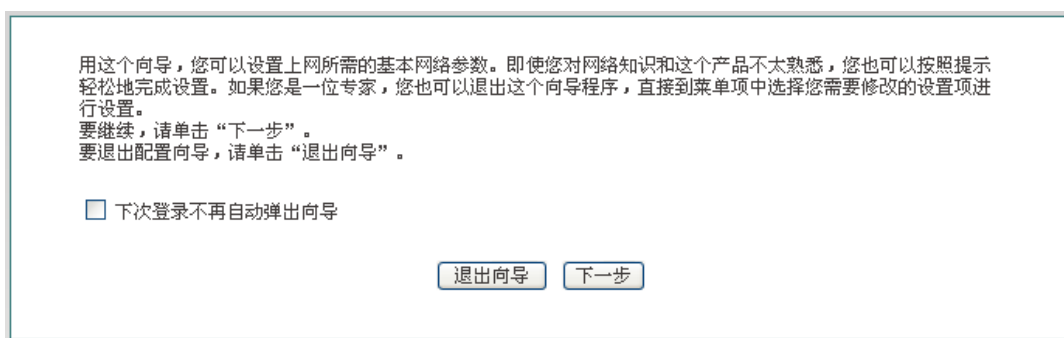 用这个向导，您可以设置上网所需的基本网络参数。即使您对网络知识和这个产品不太熟悉，您也可以按照提示
轻松地完成设置。如果您是一位专家，您也可以退出这个向导程序，直接到菜单项中选择您需要修改的设置项进
行设置。
要继续，请单击“下一步”。
要退出配置向导，请单击“退出向导”。
下次登录不再自动弹出向导
退出向导 下一步